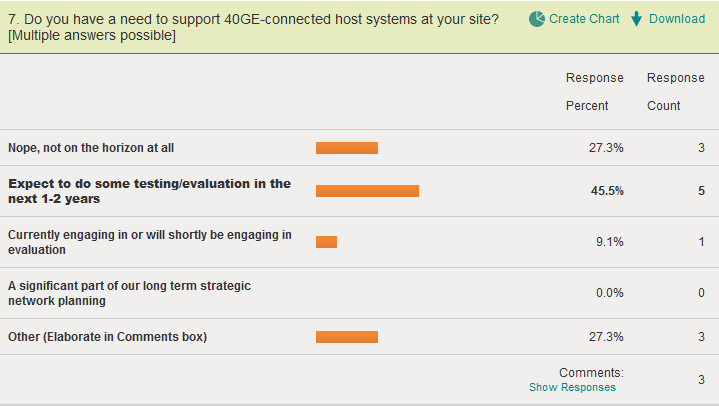 7. Do you have a need to support 40GE-connected host systems at your site? Create Chart Download
[Multiple answers possible]
Response Response
Percent Count
Nope, not on the horizon at all 27.3% 3
Expect to do some testing/evaluation in the
next 1-2 years 45.5% 5
Currently engaging in or will shortly be engaging in
evaluation 9.1% 1
A significant part of our long term strategic
network planning 0.0% 0
Other (Elaborate in Comments box) 27.3% 3
Comments: 3
Show Responses